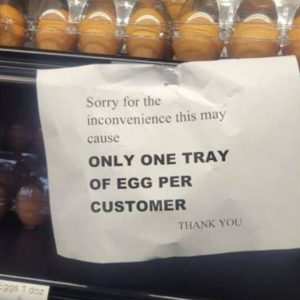 Sorry for the
inconvenience this may
cause
ONLY ONE TRAY
OF EGG PER
CUSTOMER
THANK YOU
Eggs 1 doz